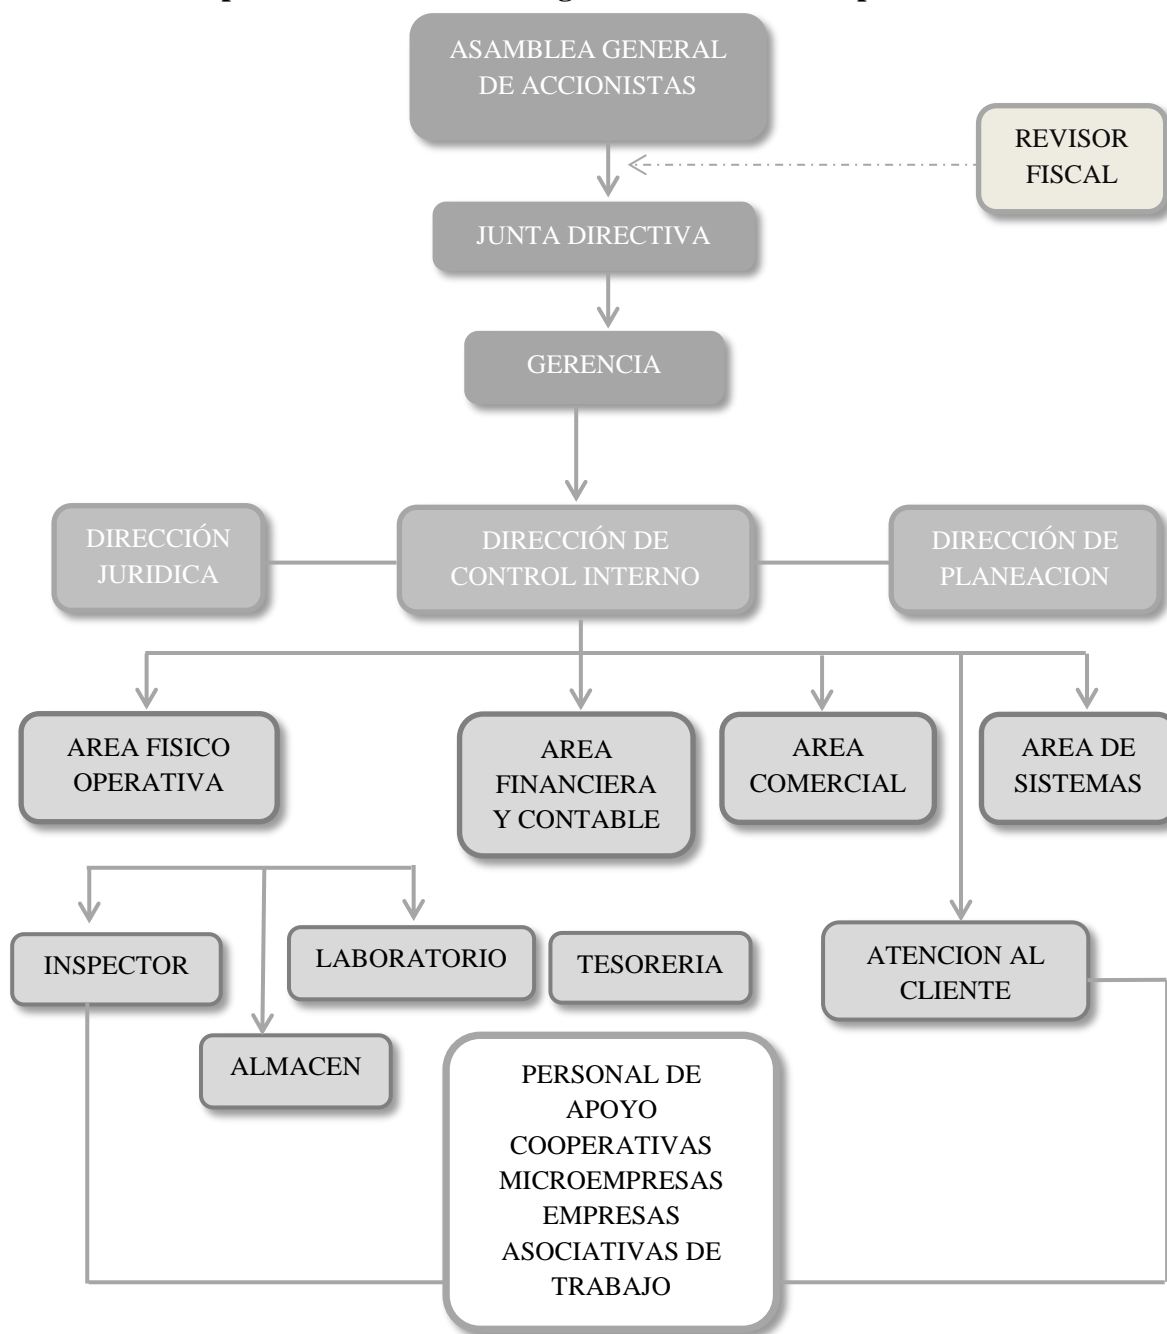 ASAMBLEA GENERAL
DE ACCIONISTAS
REVISOR
FISCAL
JUNTA DIRECTIVA
GERENCIA
DIRECCIÓN
JURIDICA
DIRECCIÓN DE
CONTROL INTERNO
DIRECCIÓN DE
PLANEACION
AREA FISICO
OPERATIVA
AREA
FINANCIERA
Y CONTABLE
AREA
COMERCIAL
AREA DE
SISTEMAS
INSPECTOR
LABORATORIO
TESORERIA
ATENCION AL
CLIENTE
ALMACEN
PERSONAL DE
APOYO
COOPERATIVAS
MICROEMPRESAS
EMPRESAS
ASOCIATIVAS DE
TRABAJO